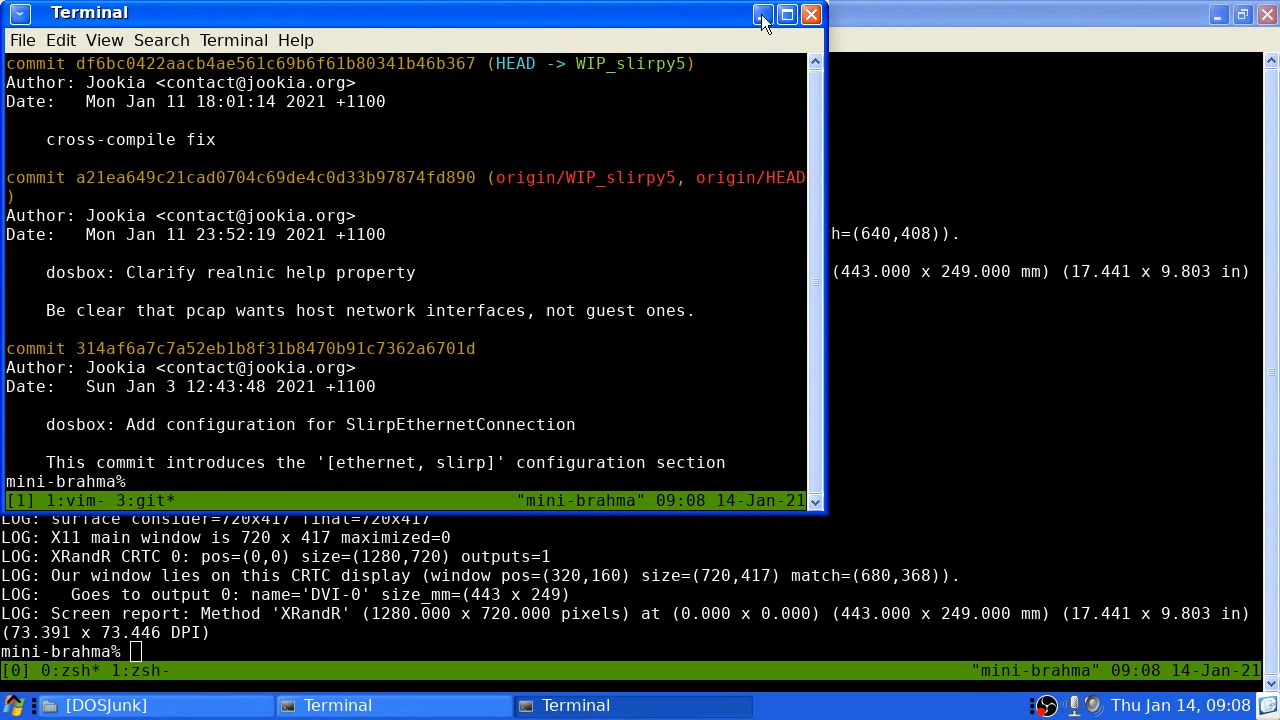 Terminal
File Edit View Search Terminal Help
commit df6bc0422aacb4ae561c69b6f61b80341b46b367 (HEAD -> WIP_slirpy5)
Author: Jookia <contact@jookia.org>
Date:   Mon Jan 11 18:01:14 2021 +1100
cross-compile fix
commit a21ea649c21cad0704c69de4c0d33b97874fd890 (origin/WIP_slirpy5, origin/HEAD
)
Author: Jookia <contact@jookia.org>
Date:   Mon Jan 11 23:52:19 2021 +1100
h=(640,408)).
dosbox: Clarify realnic help property
(443.000 x 249.000 mm) (17.441 x 9.803 in)
Be clear that pcap wants host network interfaces, not guest ones.
commit 314af6a7c7a52eb1b8f31b8470b91c7362a6701d
Author: Jookia <contact@jookia.org>
Date:   Sun Jan 3 12:43:48 2021 +1100
dosbox: Add configuration for SlirpEthernetConnection
This commit introduces the '[ethernet, slirp]' configuration section
mini-brahma%
[1] 1:vim- 3:git* "mini-brahma" 09:08 14-Jan-21
LOG: surface consider=720x417 final=720x417
LOG: X11 main window is 720 x 417 maximized=0
LOG: XRandR CRTC 0: pos=(0,0) size=(1280,720) outputs=1
LOG: Our window lies on this CRTC display (window pos=(320,160) size=(720,417) match=(680,368)).
LOG:   Goes to output 0: name='DVI-0' size_mm=(443 x 249)
LOG: Screen report: Method 'XRandR' (1280.000 x 720.000 pixels) at (0.000 x 0.000) (443.000 x 249.000 mm) (17.441 x 9.803 in)
(73.391 x 73.446 DPI)
mini-brahma%
[0] 0:zsh* 1:zsh- "mini-brahma" 09:08 14-Jan-21
[DOSJunk] Terminal Terminal Thu Jan 14, 09:08